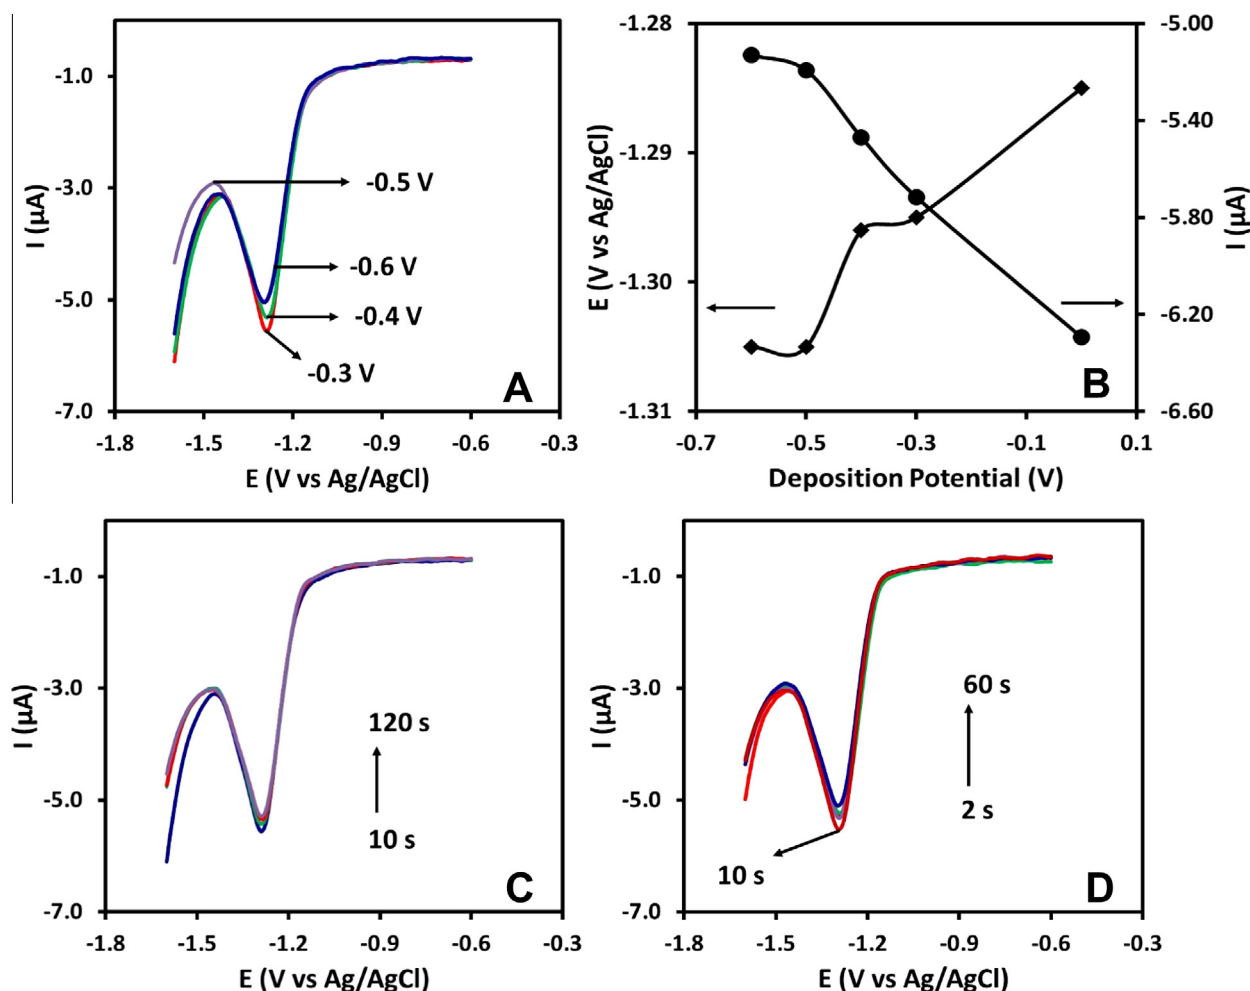 -1.0
-3.0
-5.0
-7.0
I (µA)
-0.5 V
-0.6 V
-0.4 V
-0.3 V
A
-1.8 -1.5 -1.2 -0.9 -0.6 -0.3
E (V vs Ag/AgCl)
-1.28
-1.29
-1.30
-1.31
E (V vs Ag/AgCl)
-5.00
-5.40
-5.80
-6.20
-6.60
I (µA)
B
-0.7 -0.5 -0.3 -0.1 0.1
Deposition Potential (V)
-1.0
-3.0
-5.0
-7.0
I (µA)
120 s
10 s
C
-1.8 -1.5 -1.2 -0.9 -0.6 -0.3
E (V vs Ag/AgCl)
-1.0
-3.0
-5.0
-7.0
I (µA)
60 s
2 s
10 s
D
-1.8 -1.5 -1.2 -0.9 -0.6 -0.3
E (V vs Ag/AgCl)